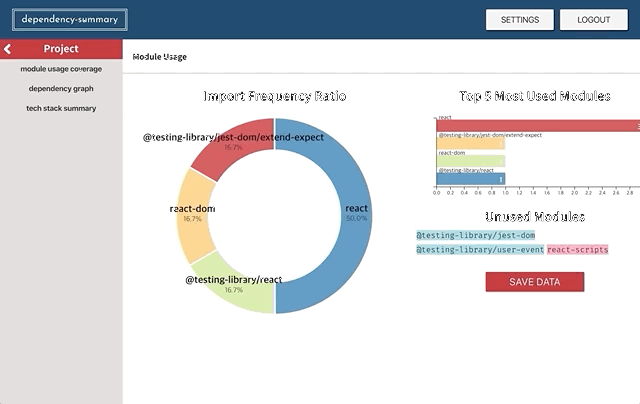 dependency-summary
SETTINGS
LOGOUT
Project
module usage coverage
dependency graph
tech stack summary
Module Usage
Import Frequency Ratio
@testing-library/jest-dom/extend-expect
16.7%
react-dom
16.7%
react
50.0%
@testing-library/react
16.7%
Top 5 Most Used Modules
react
@testing-library/jest-dom/extend-expect
react-dom
@testing-library/react
1
0.0 0.2 0.4 0.6 0.8 1.0 1.2 1.4 1.6 1.8 2.0 2.2 2.4 2.6 2.8
Unused Modules
@testing-library/jest-dom
@testing-library/user-event react-scripts
SAVE DATA